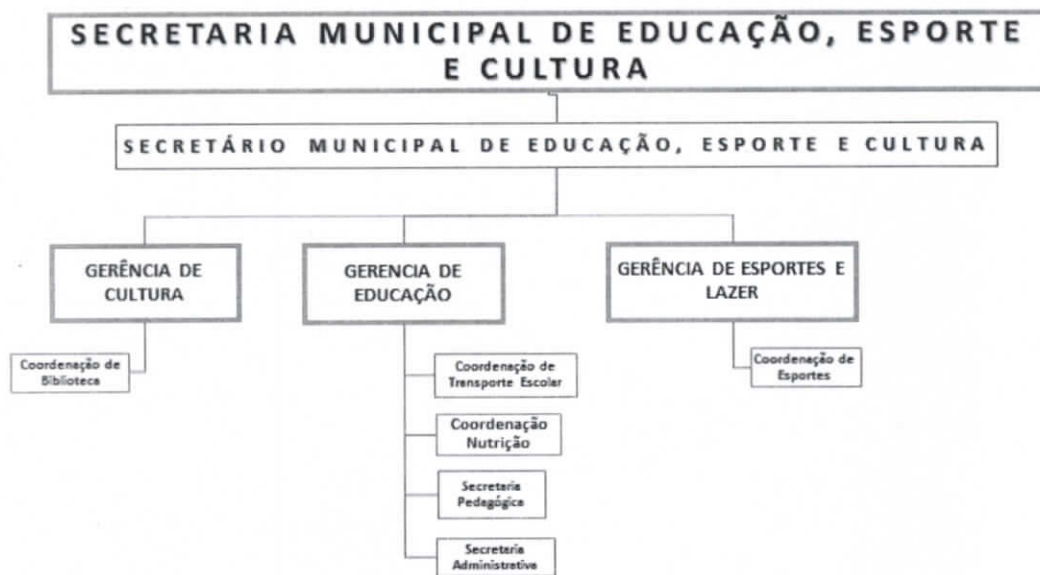 SECRETARIA MUNICIPAL DE EDUCAÇÃO, ESPORTE
E CULTURA
SECRETÁRIO MUNICIPAL DE EDUCAÇÃO, ESPORTE E CULTURA
GERÊNCIA DE
CULTURA
GERENCIA DE
EDUCAÇÃO
GERÊNCIA DE ESPORTES E
LAZER
Coordenação de
Biblioteca
Coordenação de
Transporte Escolar
Coordenação
Nutrição
Secretaria
Pedagógica
Secretaria
Administrativa
Coordenação de
Esportes